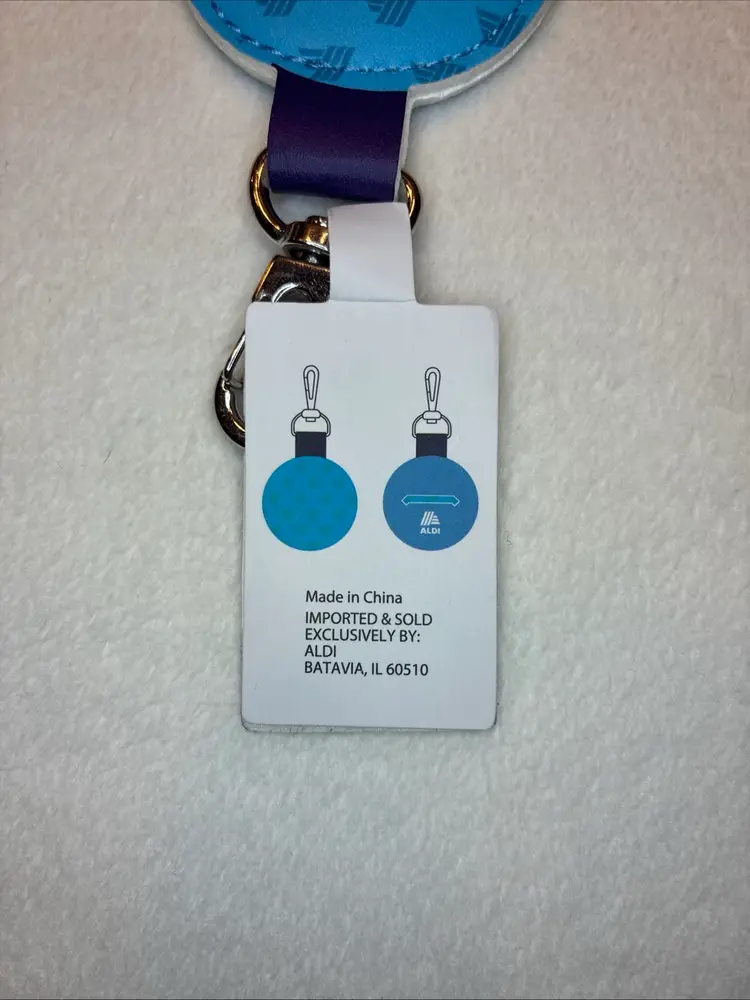 ALDI
Made in China
IMPORTED & SOLD
EXCLUSIVELY BY:
ALDI
BATAVIA, IL 60510